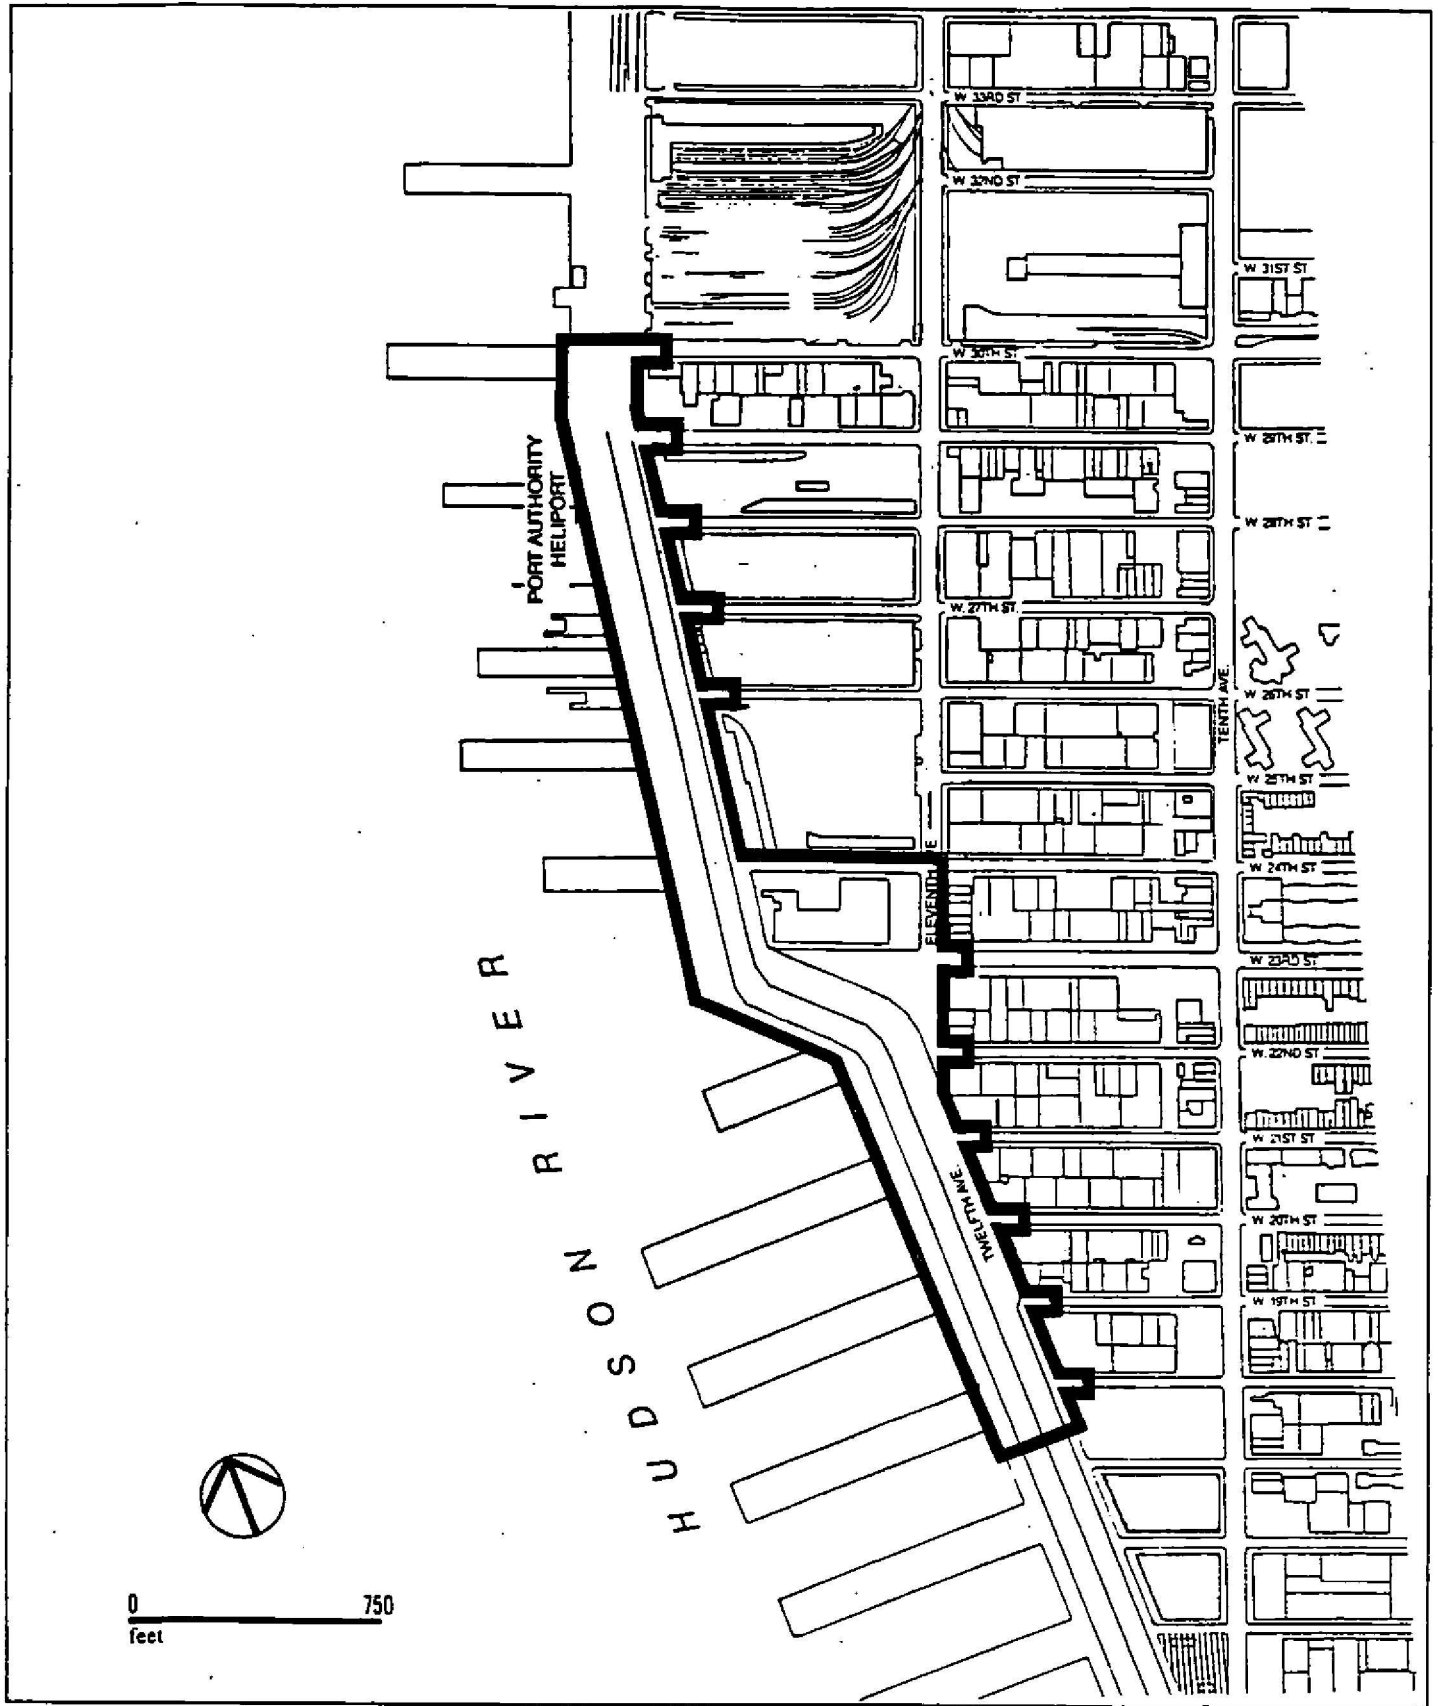 W 33RD ST
W 32ND ST
W 31ST ST
W 30TH ST
W 29TH ST.
W 28TH ST
W. 27TH ST.
W 26TH ST
W 25TH ST
W 24TH ST
W 23RD ST
W. 22ND ST
W 21ST ST
W 20TH ST
W 19TH ST
PORT AUTHORITY
HELIPORT
TENTH AVE.
ELEVENTH
TWELFTH AVE.
HUDSON RIVER
0 750
feet